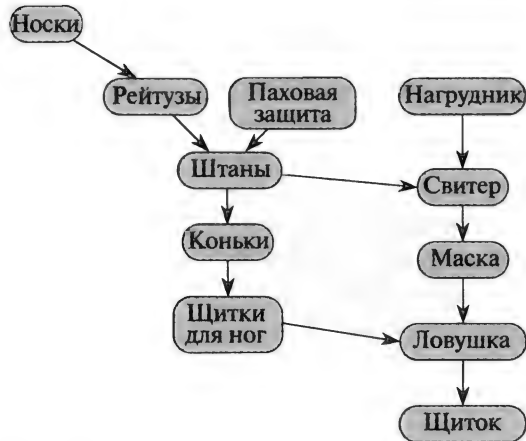 Носки
Рейтузы
Паховая
защита
Нагрудник
Штаны
Свитер
Коньки
Маска
Щитки
для ног
Ловушка
Щиток